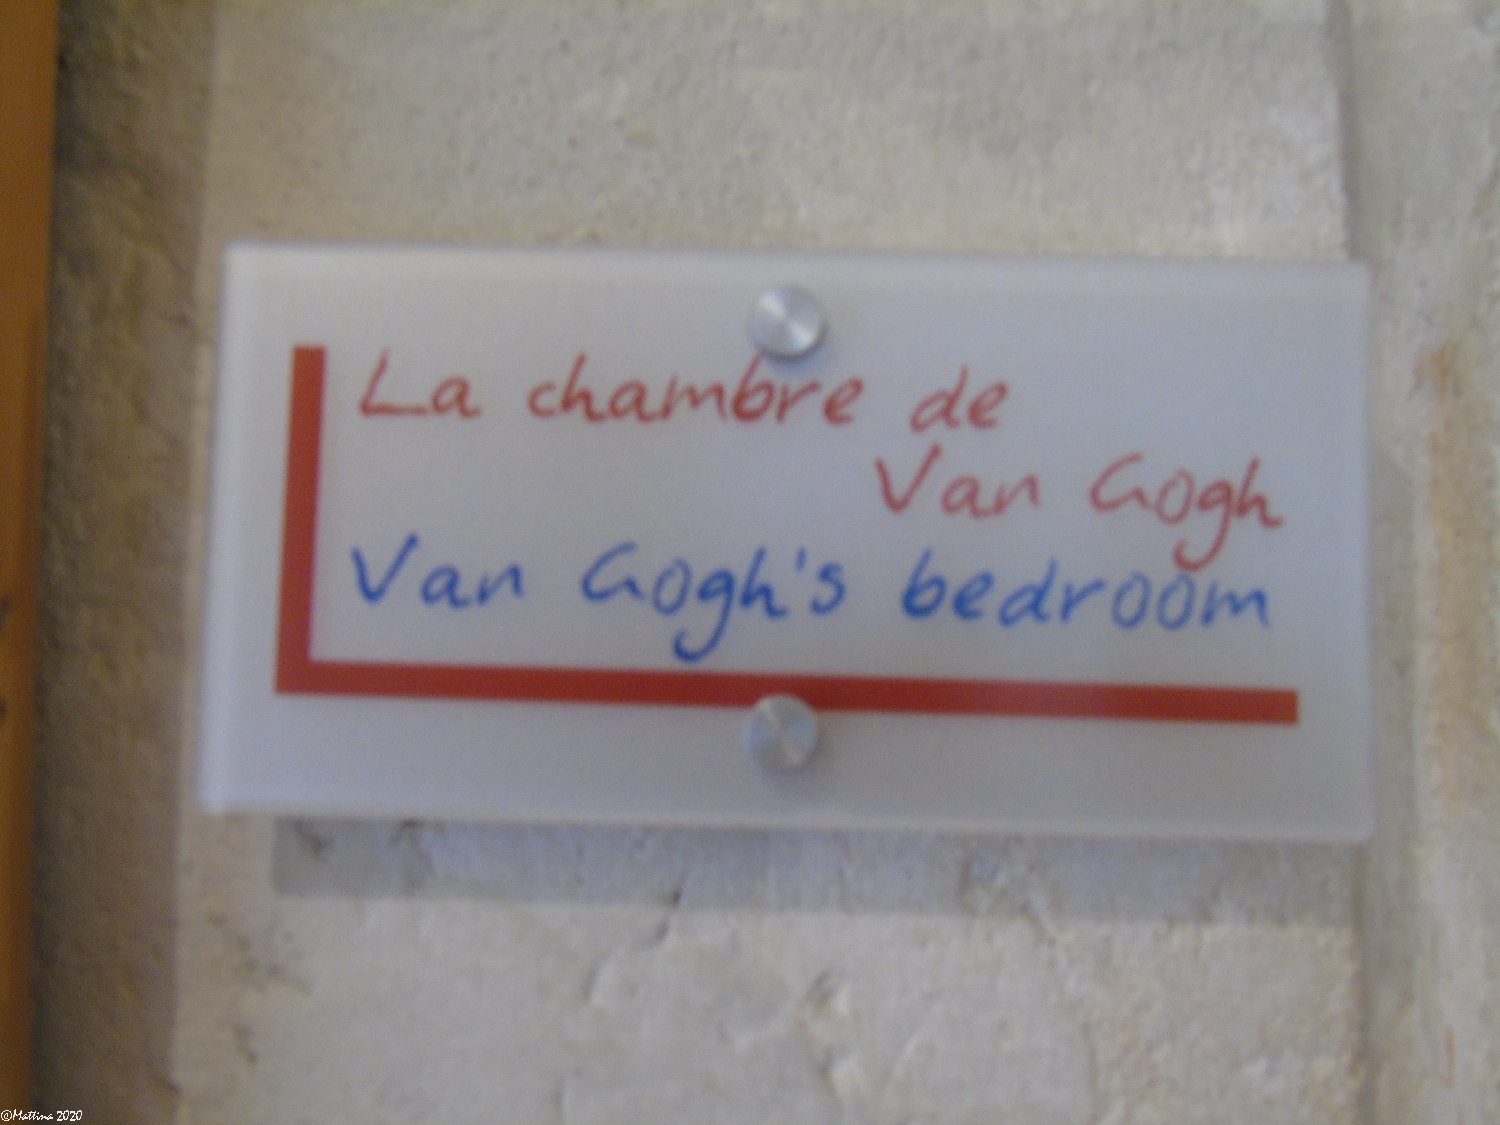 La chambre de
Van Gogh
Van Gogh's bedroom
©Mattina 2020